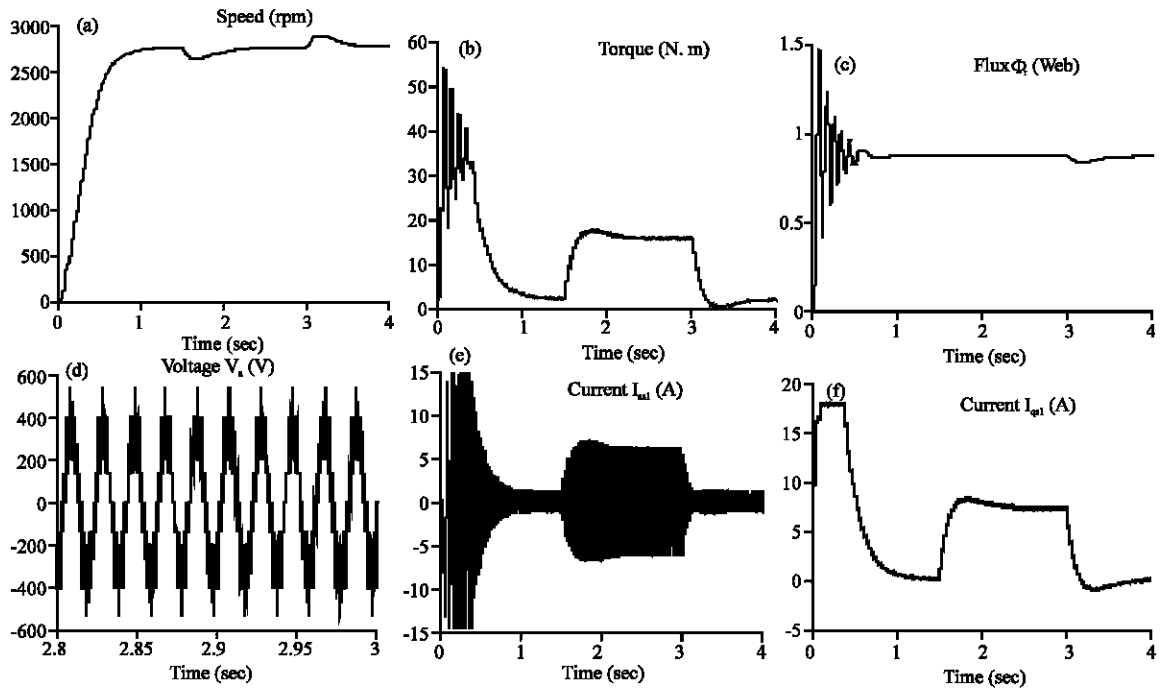 (a) Speed (rpm)
3000
2500
2000
1500
1000
500
0
0 1 2 3 4
Time (sec)
(b) Torque (N. m)
60
50
40
30
20
10
0
0 1 2 3 4
Time (sec)
(c) Flux Φr (Web)
1.5
1
0.5
0
0 1 2 3 4
Time (sec)
(d) Voltage Va (V)
600
400
200
0
-200
-400
-600
2.8 2.85 2.9 2.95 3
Time (sec)
(e)
Current Isa1 (A)
15
10
5
0
-5
-10
-15
0 1 2 3 4
Time (sec)
(f)
Current Iqs1 (A)
20
15
10
5
0
-5
0 1 2 3 4
Time (sec)